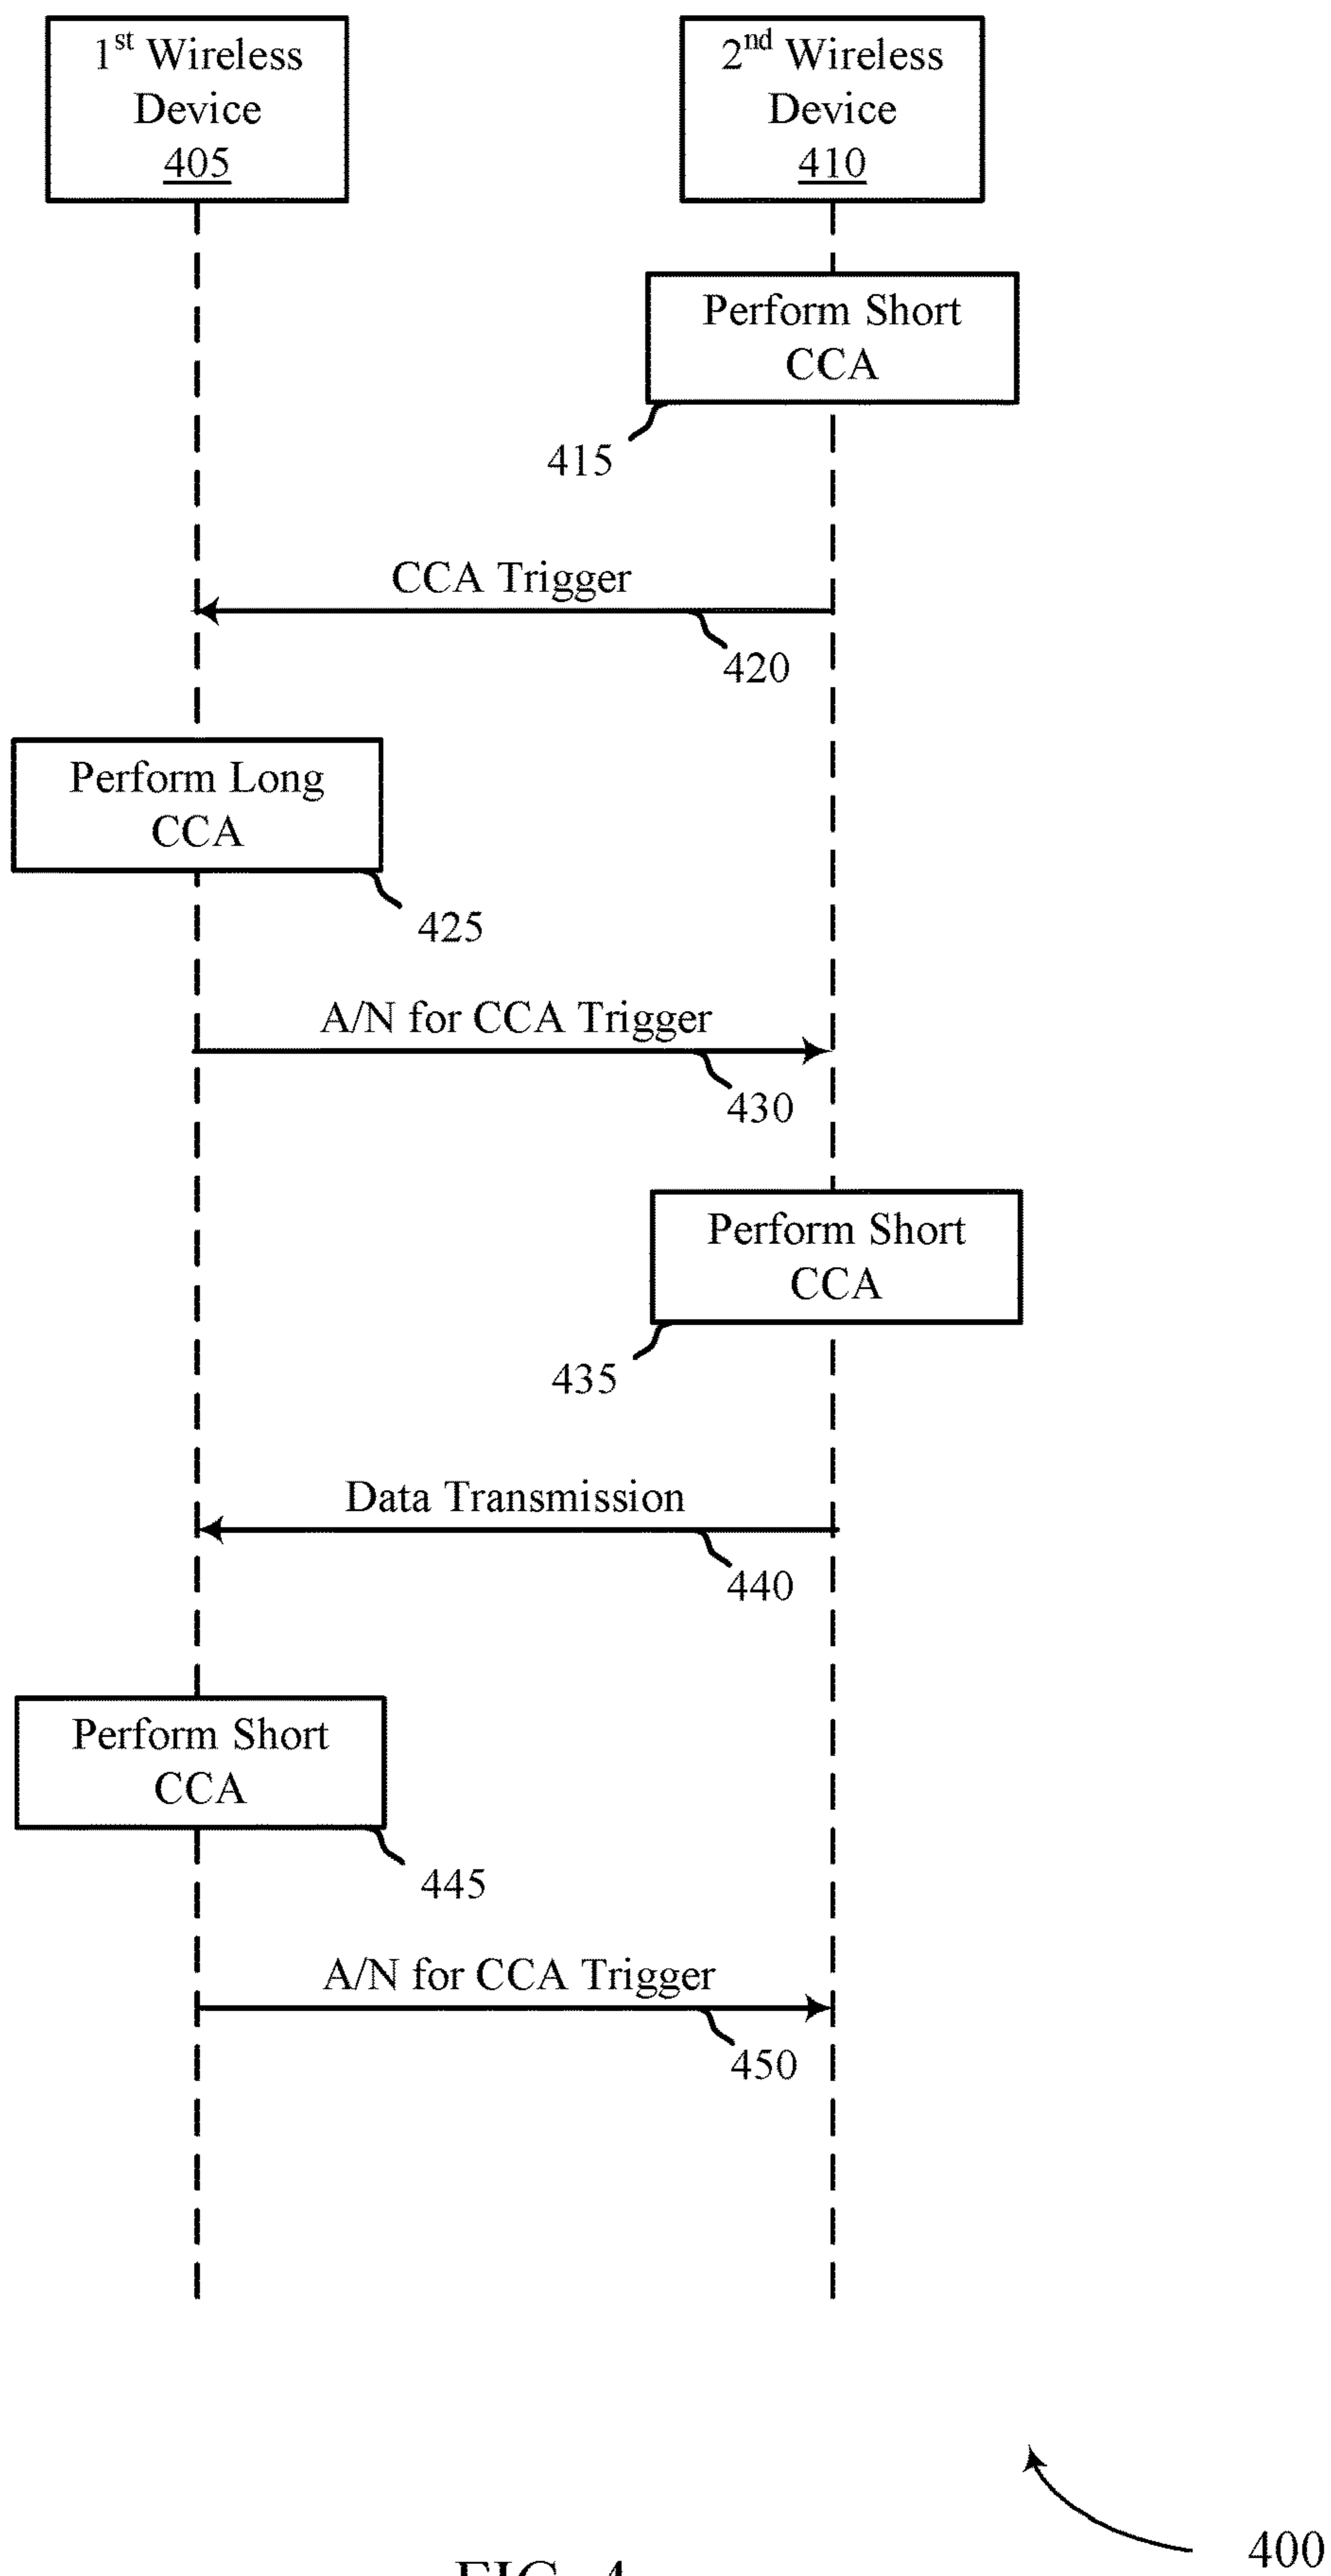 1st Wireless
Device
405
2nd Wireless
Device
410
Perform Short
CCA
415
CCA Trigger
420
Perform Long
CCA
425
A/N for CCA Trigger
430
Perform Short
CCA
435
Data Transmission
440
Perform Short
CCA
445
A/N for CCA Trigger
450
400
FIG. 4